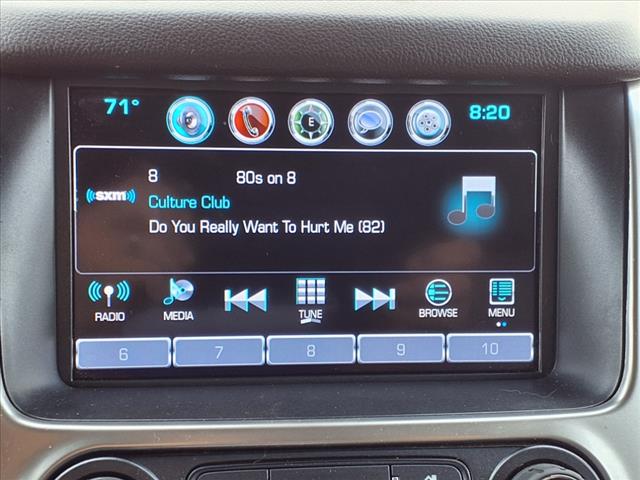 71° E 8:20
8 80s on 8
sxm Culture Club
Do You Really Want To Hurt Me (82)
RADIO MEDIA TUNE BROWSE MENU
6 7 8 9 10